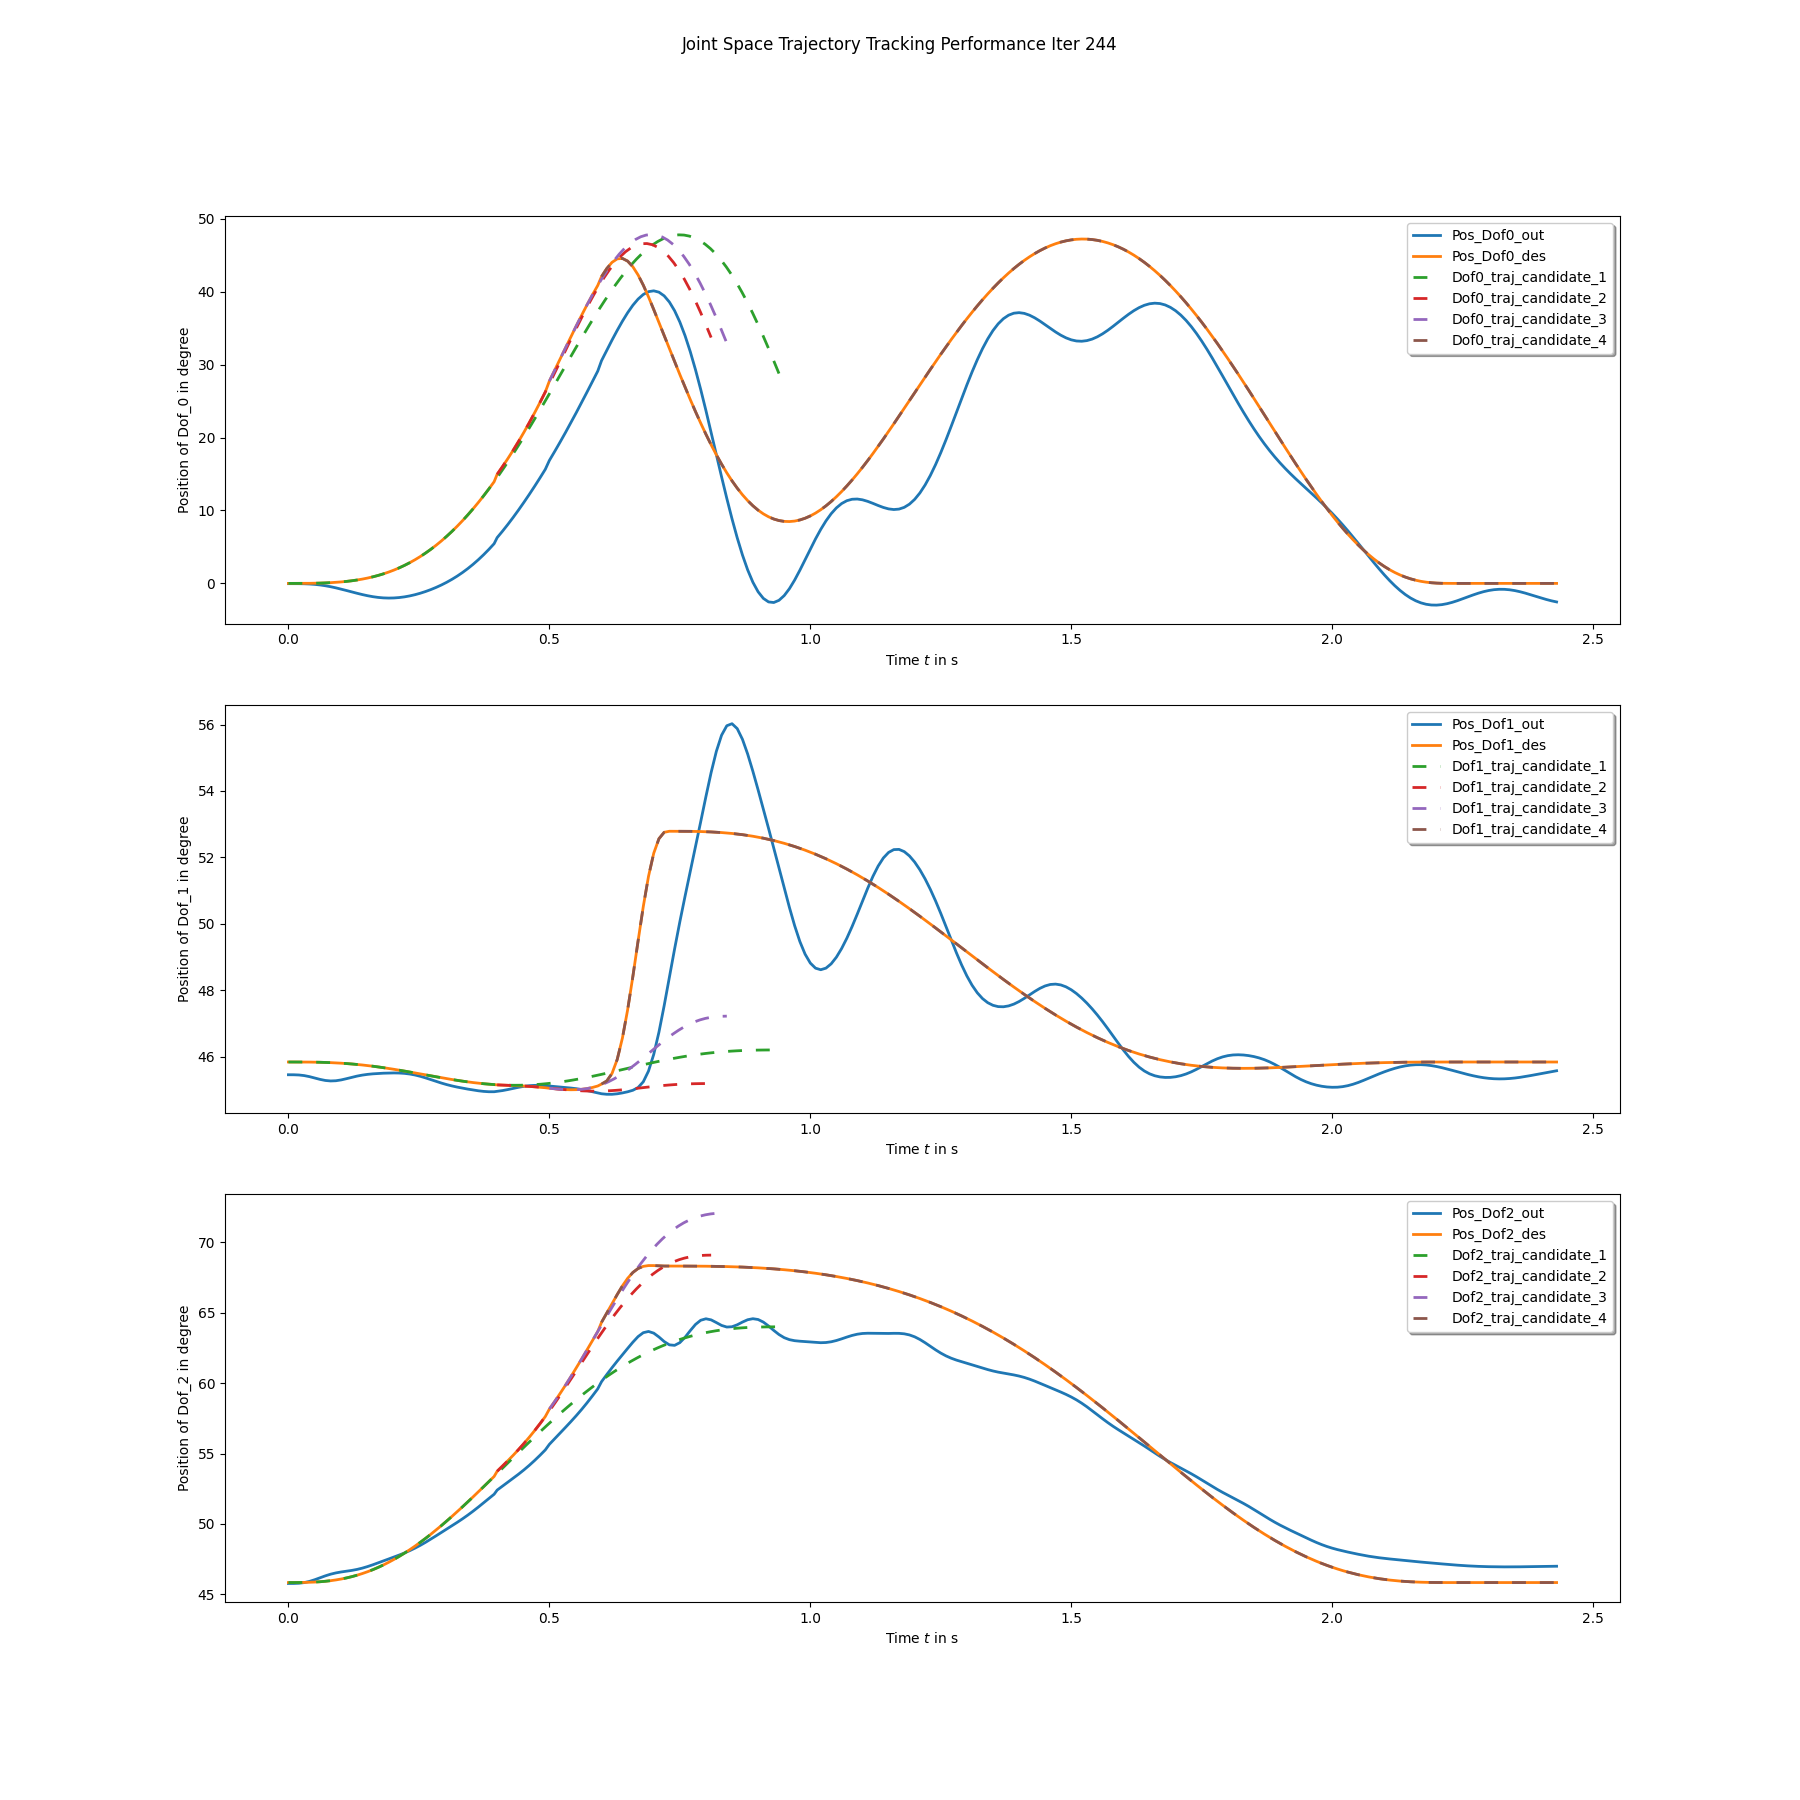 Joint Space Trajectory Tracking Performance Iter 244
Position of Dof_0 in degree
50
40
30
20
10
0
Pos_Dof0_out
Pos_Dof0_des
Dof0_traj_candidate_1
Dof0_traj_candidate_2
Dof0_traj_candidate_3
Dof0_traj_candidate_4
0.0 0.5 1.0 1.5 2.0 2.5
Time t in s
Position of Dof_1 in degree
56
54
52
50
48
46
Pos_Dof1_out
Pos_Dof1_des
Dof1_traj_candidate_1
Dof1_traj_candidate_2
Dof1_traj_candidate_3
Dof1_traj_candidate_4
0.0 0.5 1.0 1.5 2.0 2.5
Time t in s
Position of Dof_2 in degree
70
65
60
55
50
45
Pos_Dof2_out
Pos_Dof2_des
Dof2_traj_candidate_1
Dof2_traj_candidate_2
Dof2_traj_candidate_3
Dof2_traj_candidate_4
0.0 0.5 1.0 1.5 2.0 2.5
Time t in s